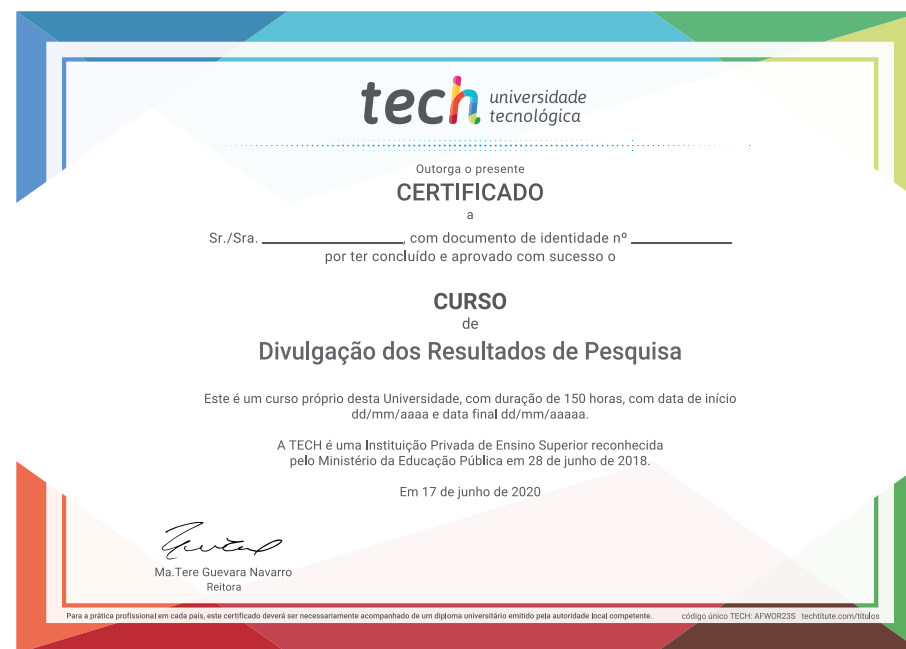 tech universidade
tecnológica
Outorga o presente
CERTIFICADO
a
Sr./Sra. ________________, com documento de identidade nº ____________
por ter concluído e aprovado com sucesso o
CURSO
de
Divulgação dos Resultados de Pesquisa
Este é um curso próprio desta Universidade, com duração de 150 horas, com data de início
dd/mm/aaaa e data final dd/mm/aaaaa.
A TECH é uma Instituição Privada de Ensino Superior reconhecida
pelo Ministério da Educação Pública em 28 de junho de 2018.
Em 17 de junho de 2020
Ma.Tere Guevara Navarro
Reitora
Para a prática profissional em cada país, este certificado deverá ser necessariamente acompanhado de um diploma universitário emitido pela autoridade local competente. código único TECH: AFWOR23S techtitute.com/titulos